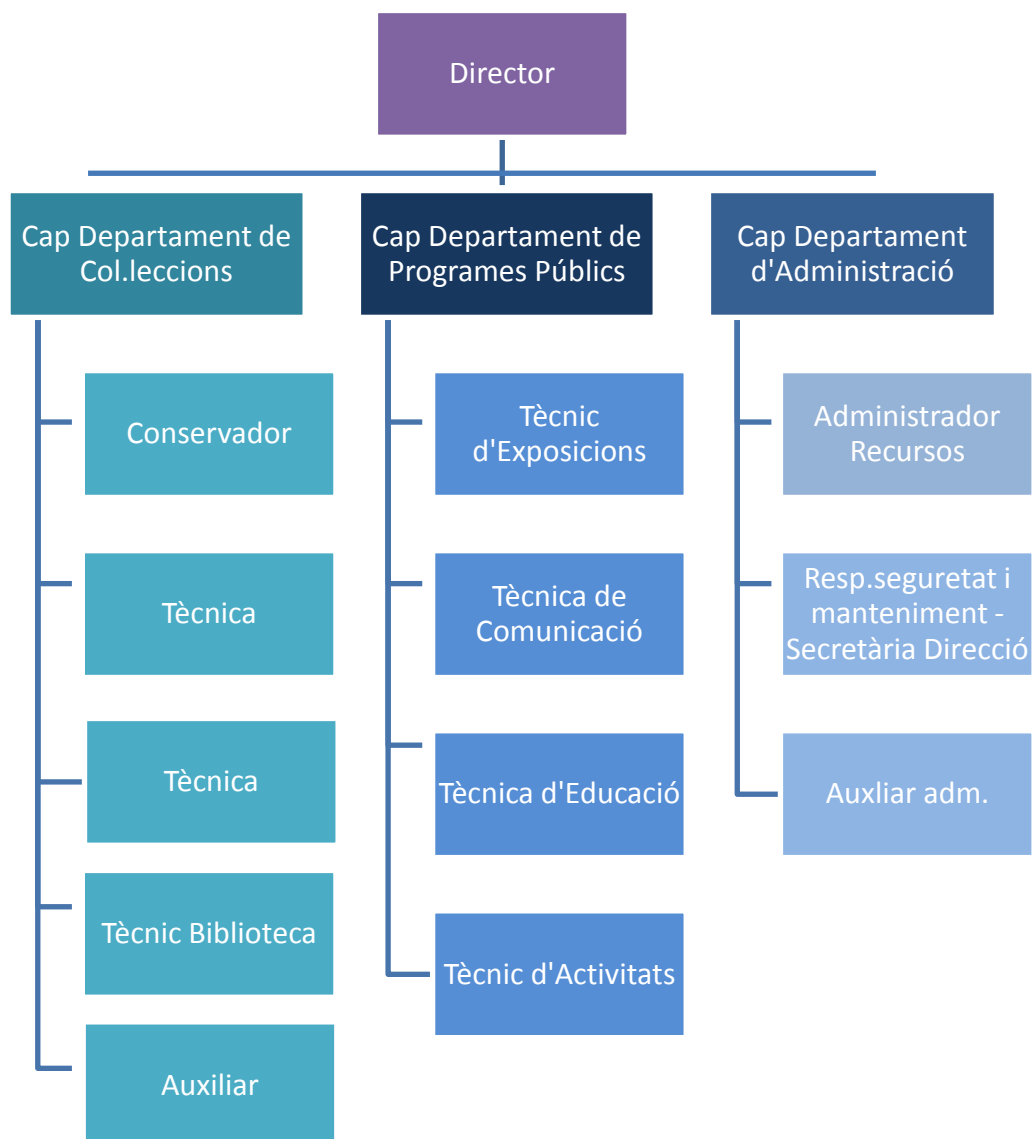 Director
Cap Departament de
Col.leccions
Conservador
Tècnica
Tècnica
Tècnic Biblioteca
Auxiliar
Cap Departament de
Programes Públics
Tècnic
d'Exposicions
Tècnica de
Comunicació
Tècnica d'Educació
Tècnic d'Activitats
Cap Departament
d'Administració
Administrador
Recursos
Resp.seguretat i
manteniment -
Secretària Direcció
Auxliar adm.